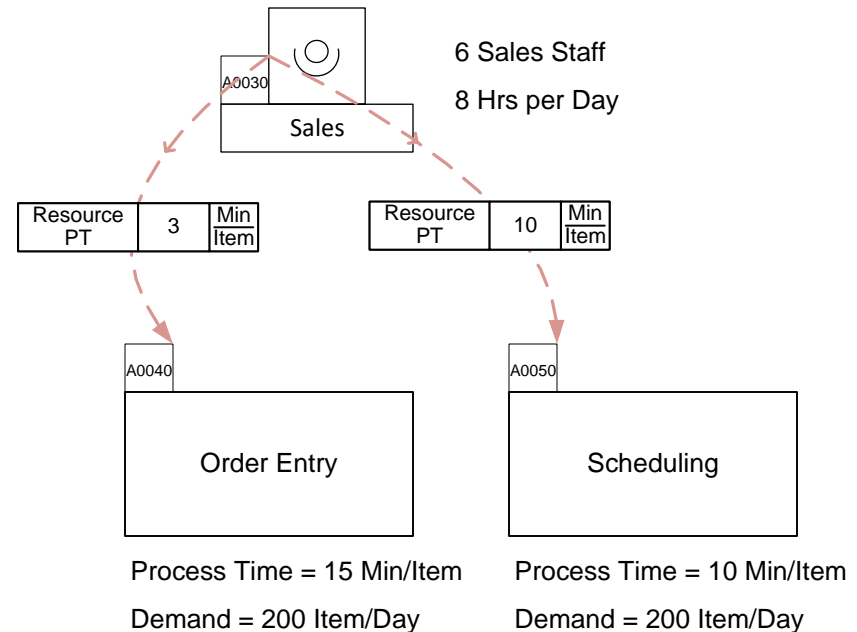 6 Sales Staff
A0030
8 Hrs per Day
Sales
Resource
PT
3
Min
Item
Resource
PT
10
Min
Item
A0040
A0050
Order Entry
Scheduling
Process Time = 15 Min/Item
Demand = 200 Item/Day
Process Time = 10 Min/Item
Demand = 200 Item/Day